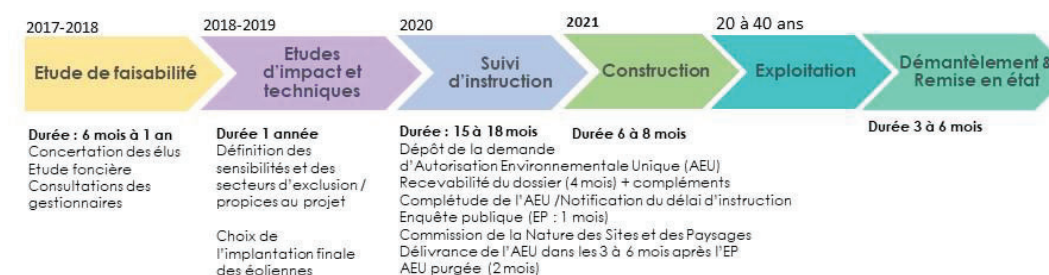 2017-2018
Etude de faisabilité
Durée : 6 mois à 1 an
Concertation des élus
Etude foncière
Consultations des
gestionnaires
2018-2019
Etudes
d'impact et
techniques
Durée 1 année
Définition des
sensibilités et des
secteurs d'exclusion /
propices au projet
Choix de
l'implantation finale
des éoliennes
2020
Suivi
d'instruction
Durée : 15 à 18 mois
Dépôt de la demande
d'Autorisation Environnementale Unique (AEU)
Recevabilité du dossier (4 mois) + compléments
Complétude de l'AEU /Notification du délai d'instruction
Enquête publique (EP : 1 mois)
Commission de la Nature des Sites et des Paysages
Délivrance de l'AEU dans les 3 à 6 mois après l'EP
AEU purgée (2 mois)
2021
Construction
Durée 6 à 8 mois
20 à 40 ans
Exploitation
Démantèlement &
Remise en état
Durée 3 à 6 mois